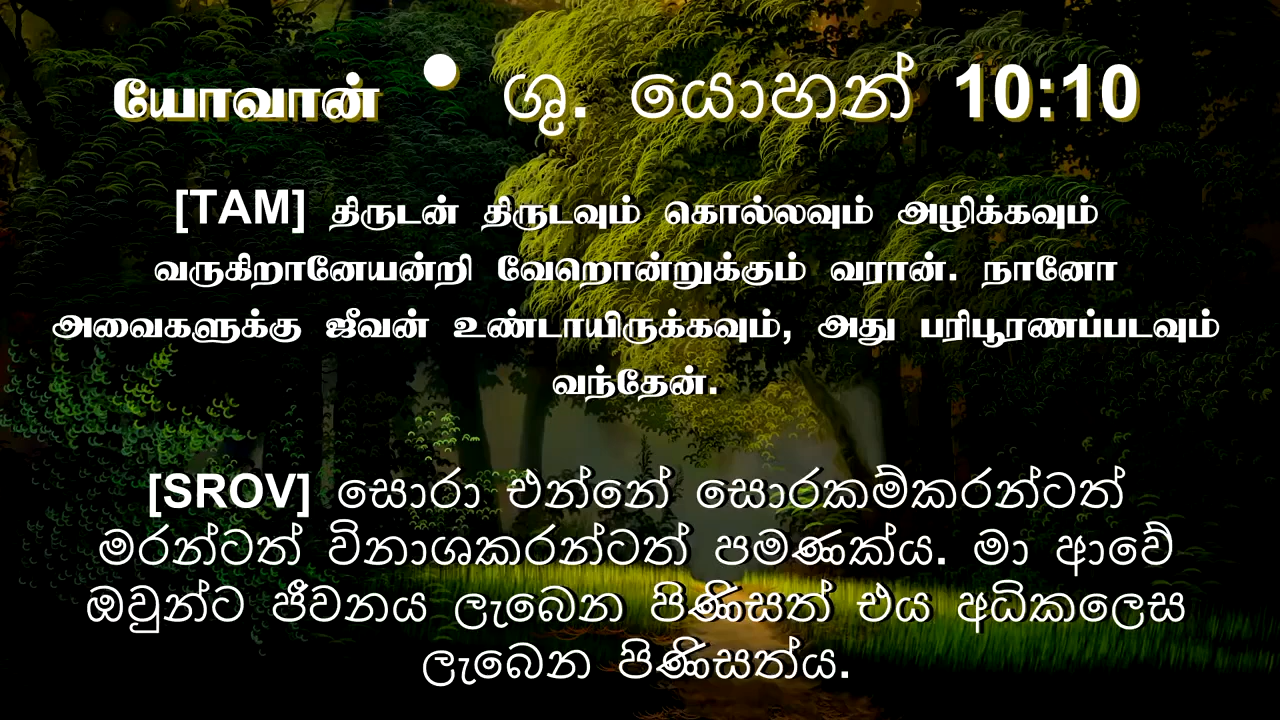 யோவான் • ශු. යොහන් 10:10
[TAM] திருடன் திருடவும் கொல்லவும் அழிக்கவும்
வருகிறானேயன்றி வேறொன்றுக்கும் வரான். நானோ
அவைகளுக்கு ஜீவன் உண்டாயிருக்கவும், அது பரிபூரணப்படவும்
வந்தேன்.
[SROV] සොරා එන්නේ සොරකම්කරන්ටත්
මරන්ටත් විනාශකරන්ටත් පමණක්ය. මා ආවේ
ඔවුන්ට ජීවනය ලැබෙන පිණිසත් එය අධිකලෙස
ලැබෙන පිණිසත්ය.